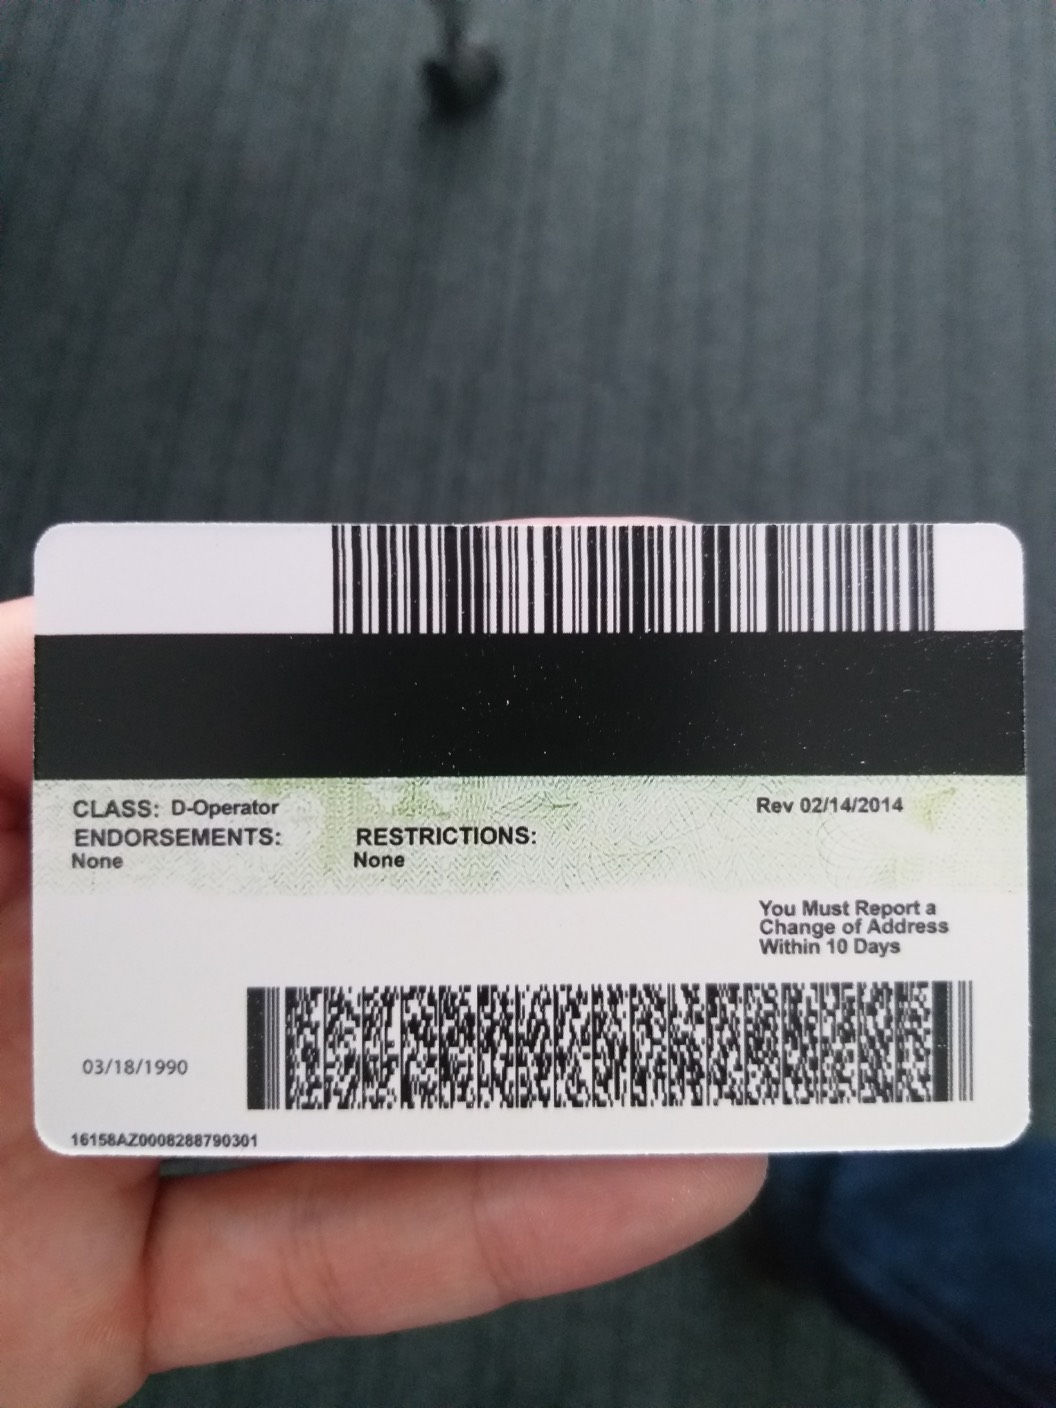 CLASS: D-Operator
Rev 02/14/2014
ENDORSEMENTS: RESTRICTIONS:
None None
You Must Report a
Change of Address
Within 10 Days
03/18/1990
16158AZ0008288790301